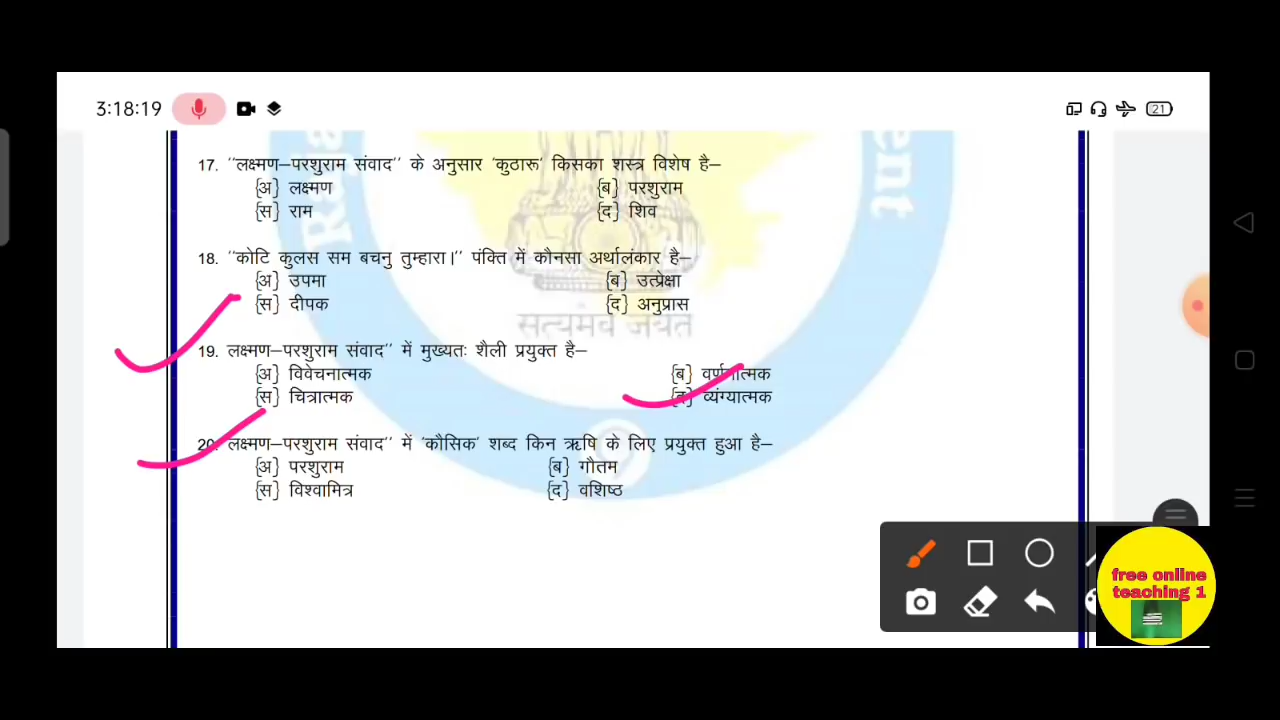 3:18:19
21
17. ''लक्ष्मण–परशुराम संवाद'' के अनुसार 'कुठारू' किसका शस्त्र विशेष है–
{अ} लक्ष्मण {ब} परशुराम
{स} राम {द} शिव
18. ''कोटि कुलस सम बचनु तुम्हारा।'' पंक्ति में कौनसा अर्थालंकार है–
{अ} उपमा {ब} उत्प्रेक्षा
{स} दीपक {द} अनुप्रास
सत्यमेव जयते
19. लक्ष्मण–परशुराम संवाद'' में मुख्यतः शैली प्रयुक्त है–
{अ} विवेचनात्मक {ब} वर्णनात्मक
{स} चित्रात्मक {द} व्यंग्यात्मक
20. लक्ष्मण–परशुराम संवाद'' में 'कौसिक' शब्द किन ऋषि के लिए प्रयुक्त हुआ है–
{अ} परशुराम {ब} गौतम
{स} विश्वामित्र {द} वशिष्ठ
free online
teaching 1